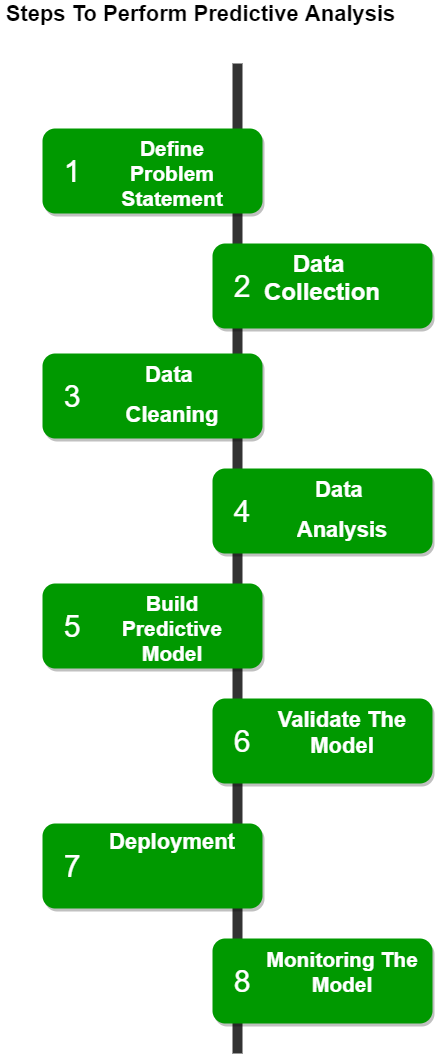 Steps To Perform Predictive Analysis
1
Define
Problem
Statement
2
Data
Collection
3
Data
Cleaning
4
Data
Analysis
5
Build
Predictive
Model
6
Validate The
Model
7
Deployment
8
Monitoring The
Model